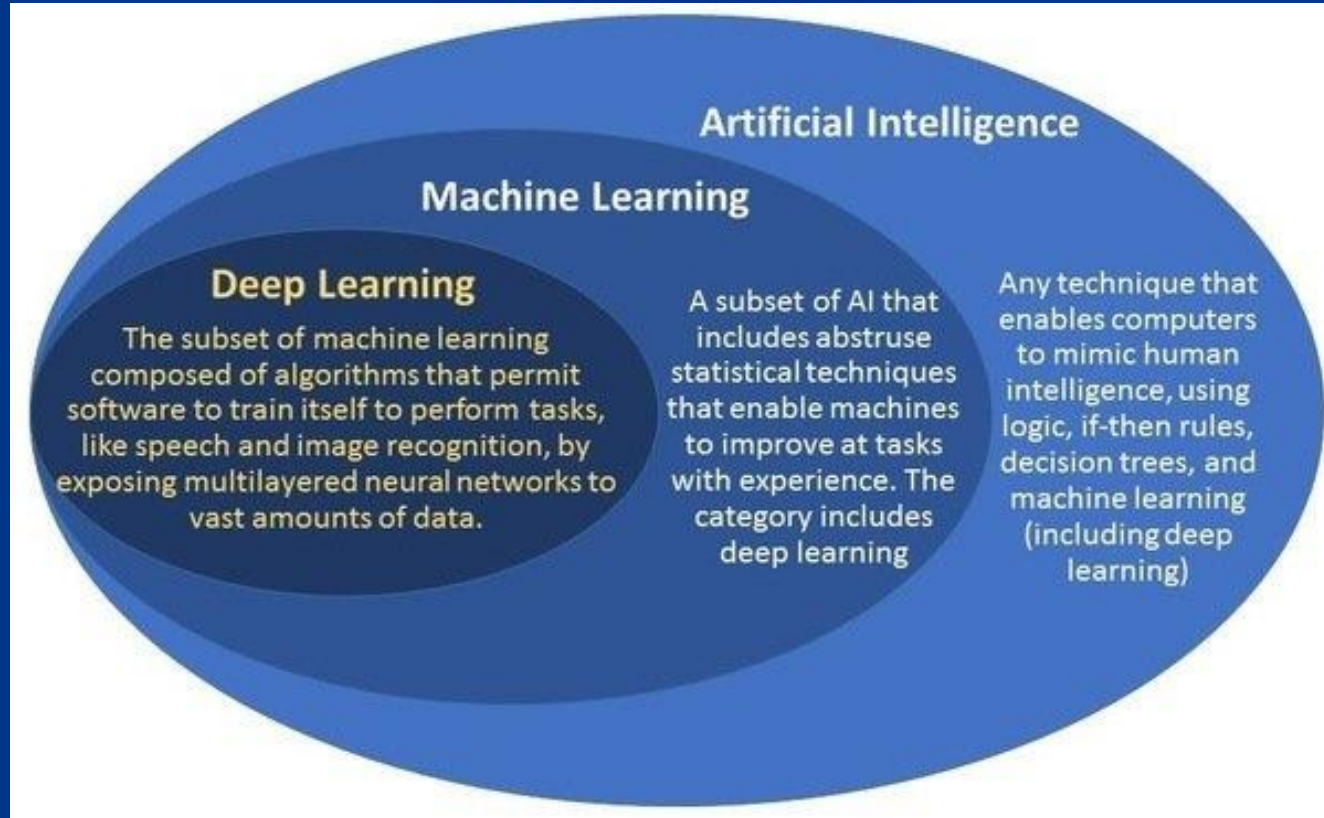 Artificial Intelligence
Machine Learning
Deep Learning
The subset of machine learning
composed of algorithms that permit
software to train itself to perform tasks,
like speech and image recognition, by
exposing multilayered neural networks to
vast amounts of data.
A subset of AI that
includes abstruse
statistical techniques
that enable machines
to improve at tasks
with experience. The
category includes
deep learning
Any technique that
enables computers
to mimic human
intelligence, using
logic, if-then rules,
decision trees, and
machine learning
(including deep
learning)